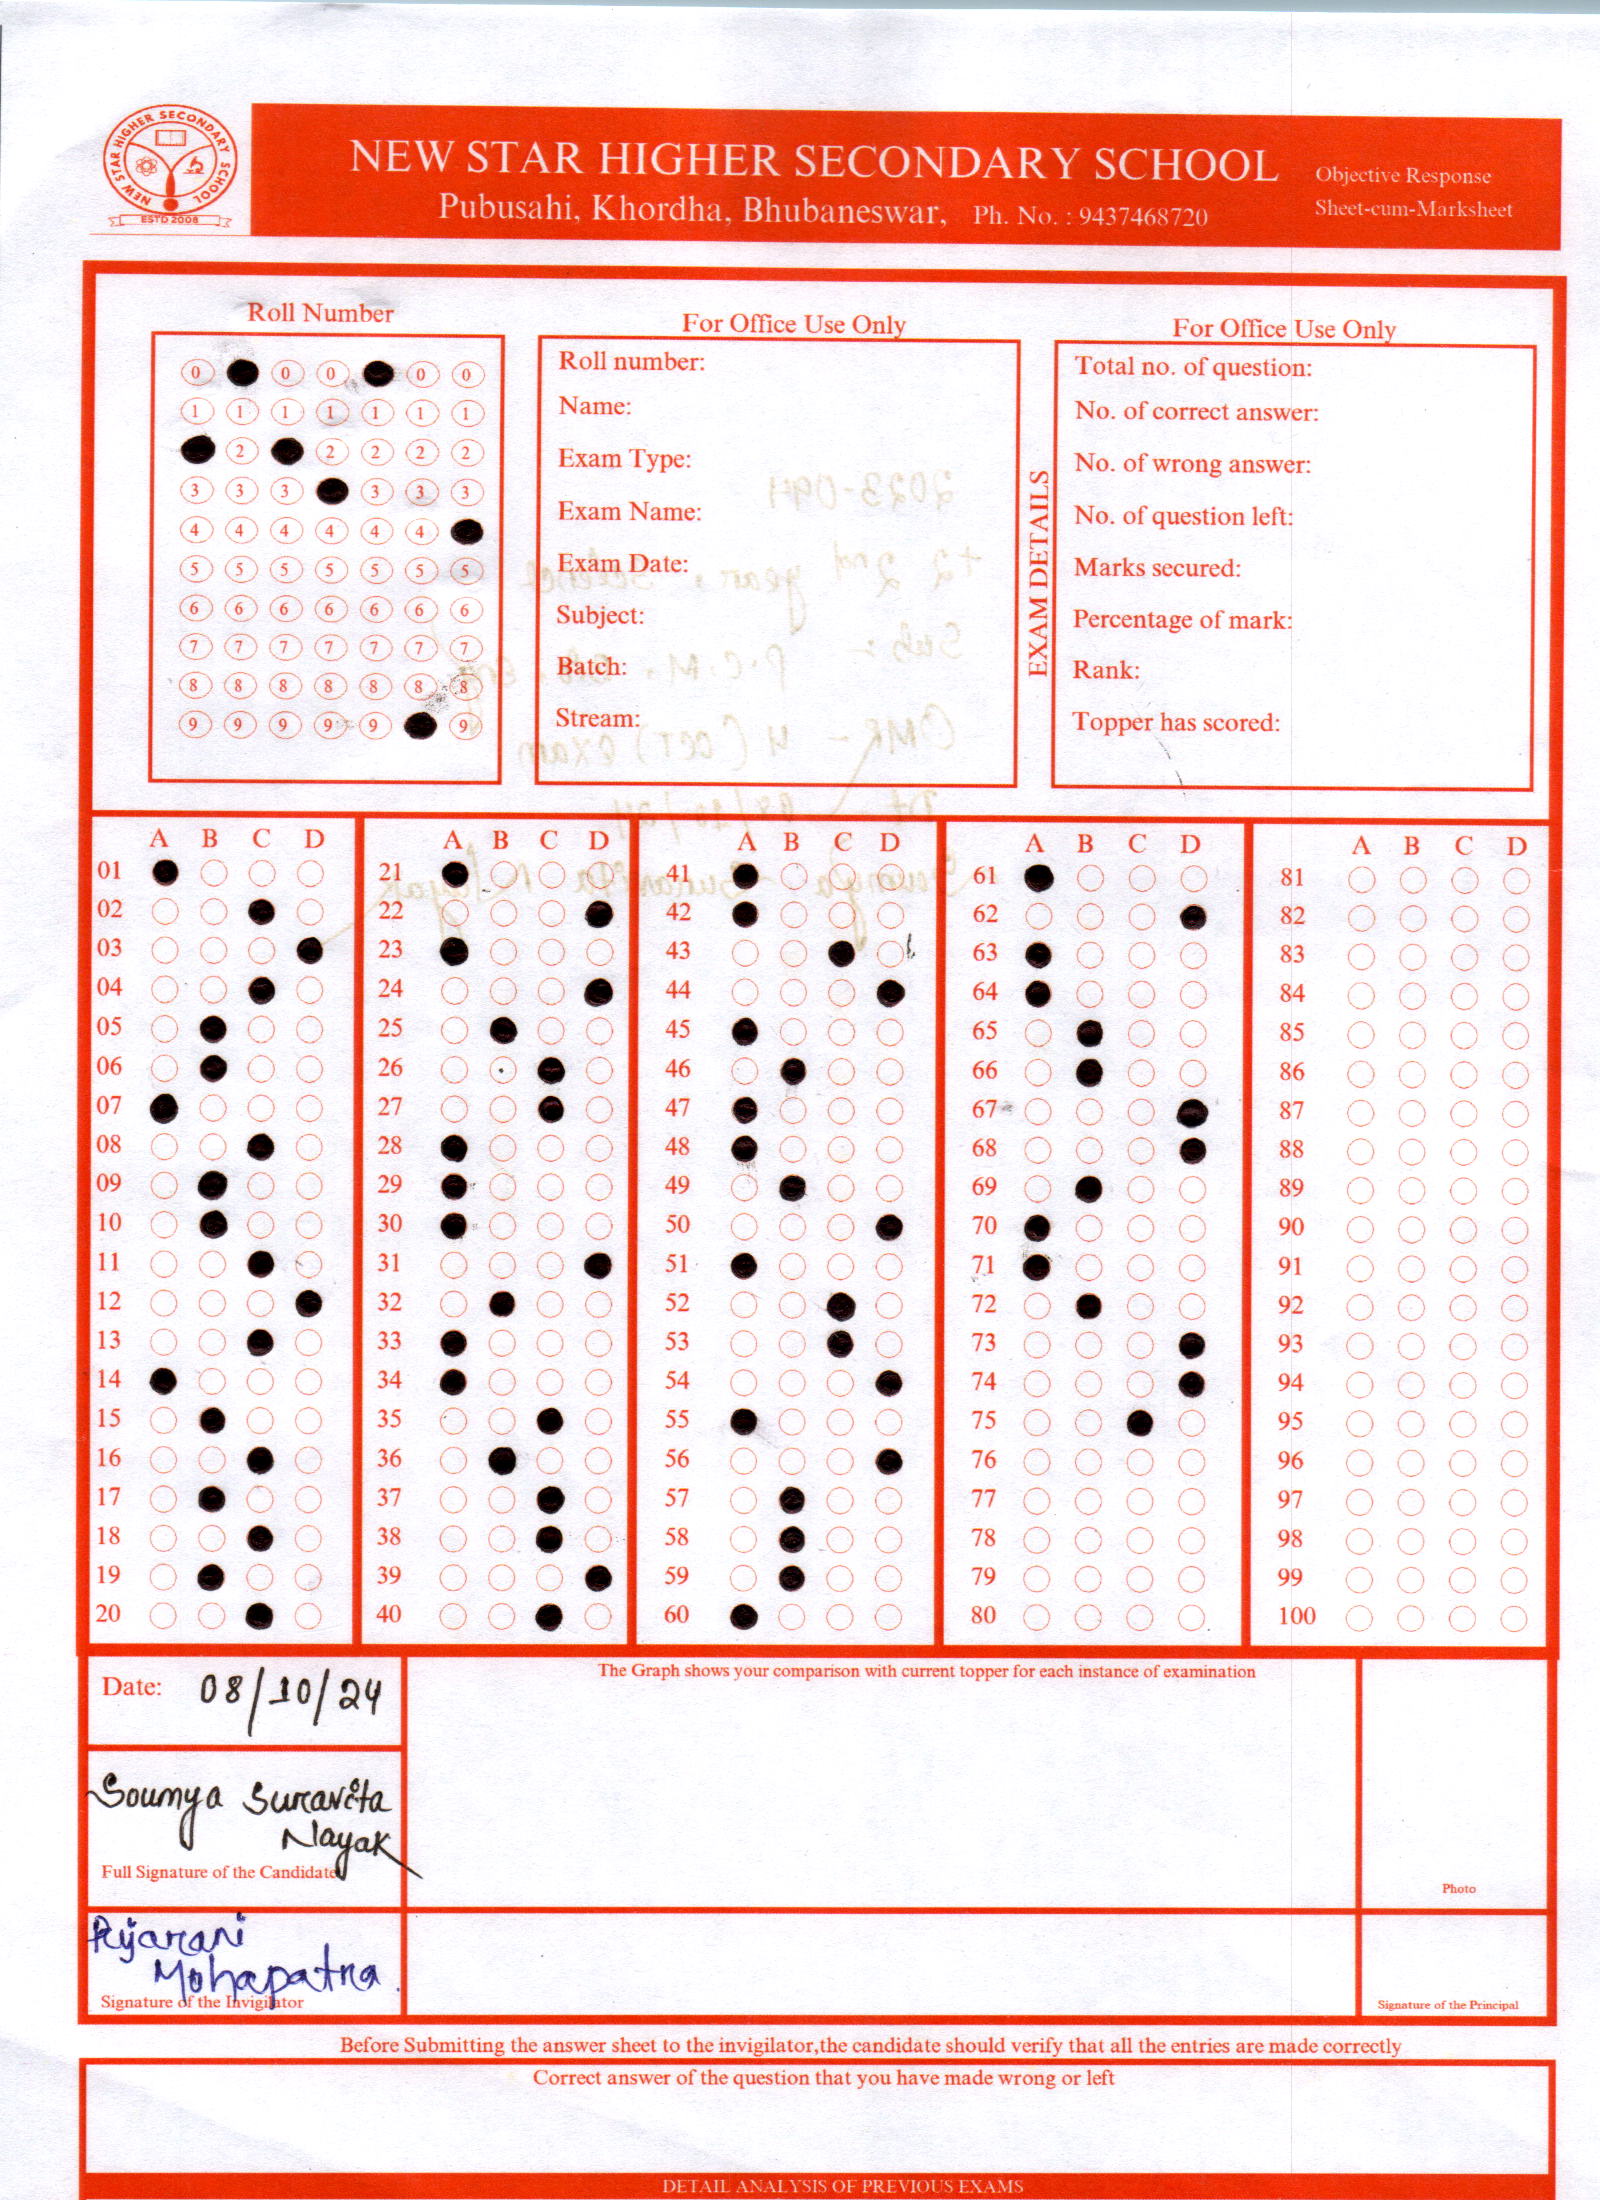 NEW STAR HIGHER SECONDARY SCHOOL
ESTD 2008
NEW STAR HIGHER SECONDARY SCHOOL
Pubusahi, Khordha, Bhubaneswar, Ph. No. : 9437468720
Objective Response
Sheet-cum-Marksheet
Roll Number
0 0 0 0 0
1 1 1 1 1 1 1
2 2 2 2 2
3 3 3 3 3 3
4 4 4 4 4 4
5 5 5 5 5 5 5
6 6 6 6 6 6 6
7 7 7 7 7 7 7
8 8 8 8 8 8 8
9 9 9 9 9 9
For Office Use Only
Roll number:
Name:
Exam Type:
Exam Name:
Exam Date:
Subject:
Batch:
Stream:
EXAM DETAILS
For Office Use Only
Total no. of question:
No. of correct answer:
No. of wrong answer:
No. of question left:
Marks secured:
Percentage of mark:
Rank:
Topper has scored:
A B C D
01
02
03
04
05
06
07
08
09
10
11
12
13
14
15
16
17
18
19
20
A B C D
21
22
23
24
25
26
27
28
29
30
31
32
33
34
35
36
37
38
39
40
A B C D
41
42
43
44
45
46
47
48
49
50
51
52
53
54
55
56
57
58
59
60
A B C D
61
62
63
64
65
66
67
68
69
70
71
72
73
74
75
76
77
78
79
80
A B C D
81
82
83
84
85
86
87
88
89
90
91
92
93
94
95
96
97
98
99
100
Date: 08/10/24
Soumya Suravita
Nayak
Full Signature of the Candidate
Mohapatra
Signature of the Invigilator
The Graph shows your comparison with current topper for each instance of examination
Photo
Signature of the Principal
Before Submitting the answer sheet to the invigilator,the candidate should verify that all the entries are made correctly
Correct answer of the question that you have made wrong or left
DETAIL ANALYSIS OF PREVIOUS EXAMS